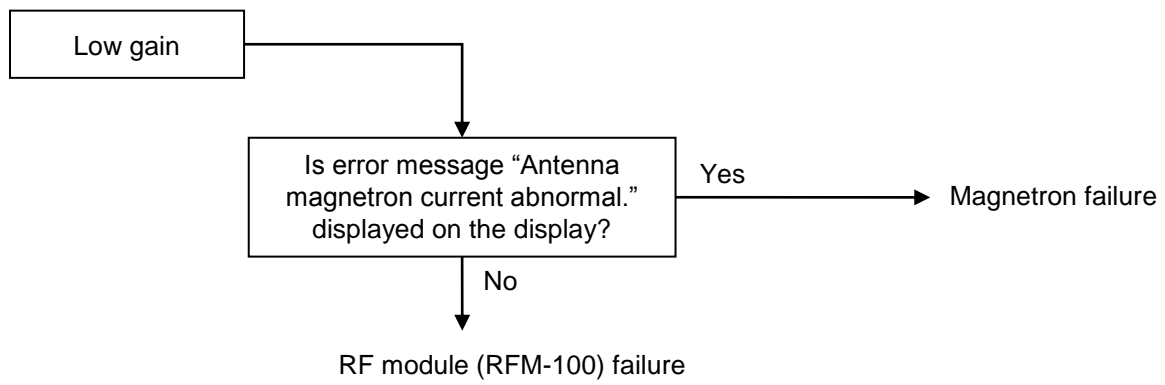 Low gain
Is error message “Antenna
magnetron current abnormal.”
displayed on the display?
Yes
Magnetron failure
No
RF module (RFM-100) failure